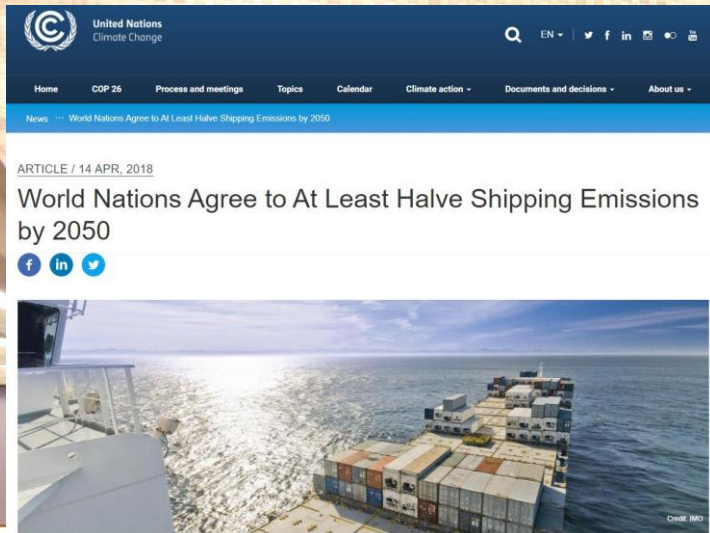 United Nations
Climate Change
EN
Home COP 26 Process and meetings Topics Calendar Climate action Documents and decisions About us
News ··· World Nations Agree to At Least Halve Shipping Emissions by 2050
ARTICLE / 14 APR, 2018
World Nations Agree to At Least Halve Shipping Emissions
by 2050
Credit: IMO